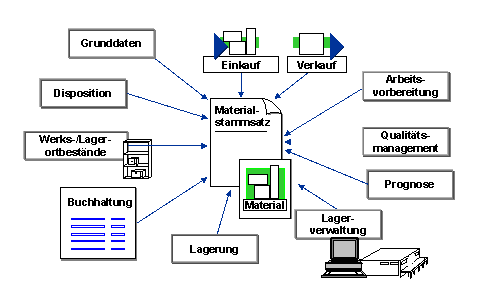 Grunddaten
Einkauf
Verkauf
Disposition
Material-
stammsatz
Arbeits-
vorbereitung
Werks-/Lager-
ortbestände
Qualitäts-
management
Buchhaltung
Prognose
Material
Lagerung
Lager-
verwaltung